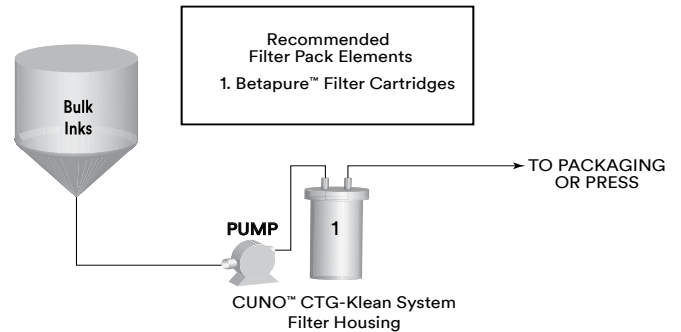 Recommended
Filter Pack Elements
1. Betapure™ Filter Cartridges
Bulk
Inks
TO PACKAGING
OR PRESS
PUMP
1
CUNO™ CTG-Klean System
Filter Housing